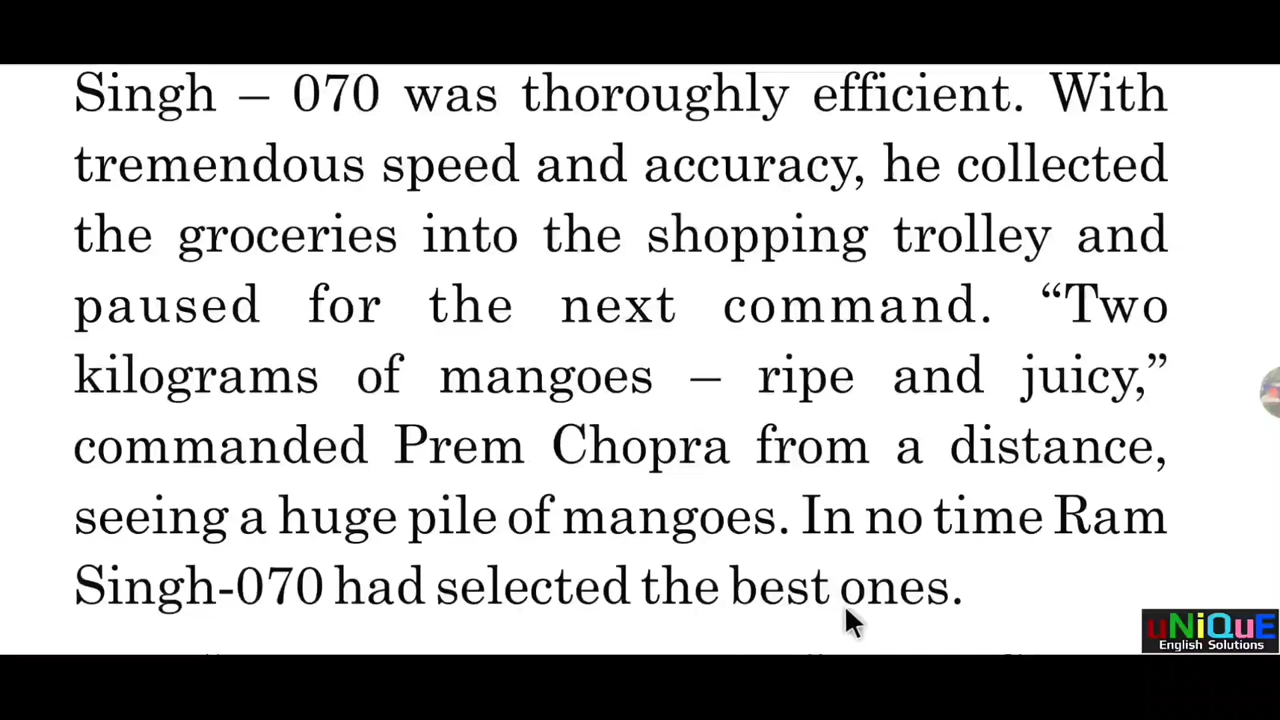 Singh – 070 was thoroughly efficient. With
tremendous speed and accuracy, he collected
the groceries into the shopping trolley and
paused for the next command. “Two
kilograms of mangoes – ripe and juicy,”
commanded Prem Chopra from a distance,
seeing a huge pile of mangoes. In no time Ram
Singh-070 had selected the best ones.
uNiQuE
English Solutions